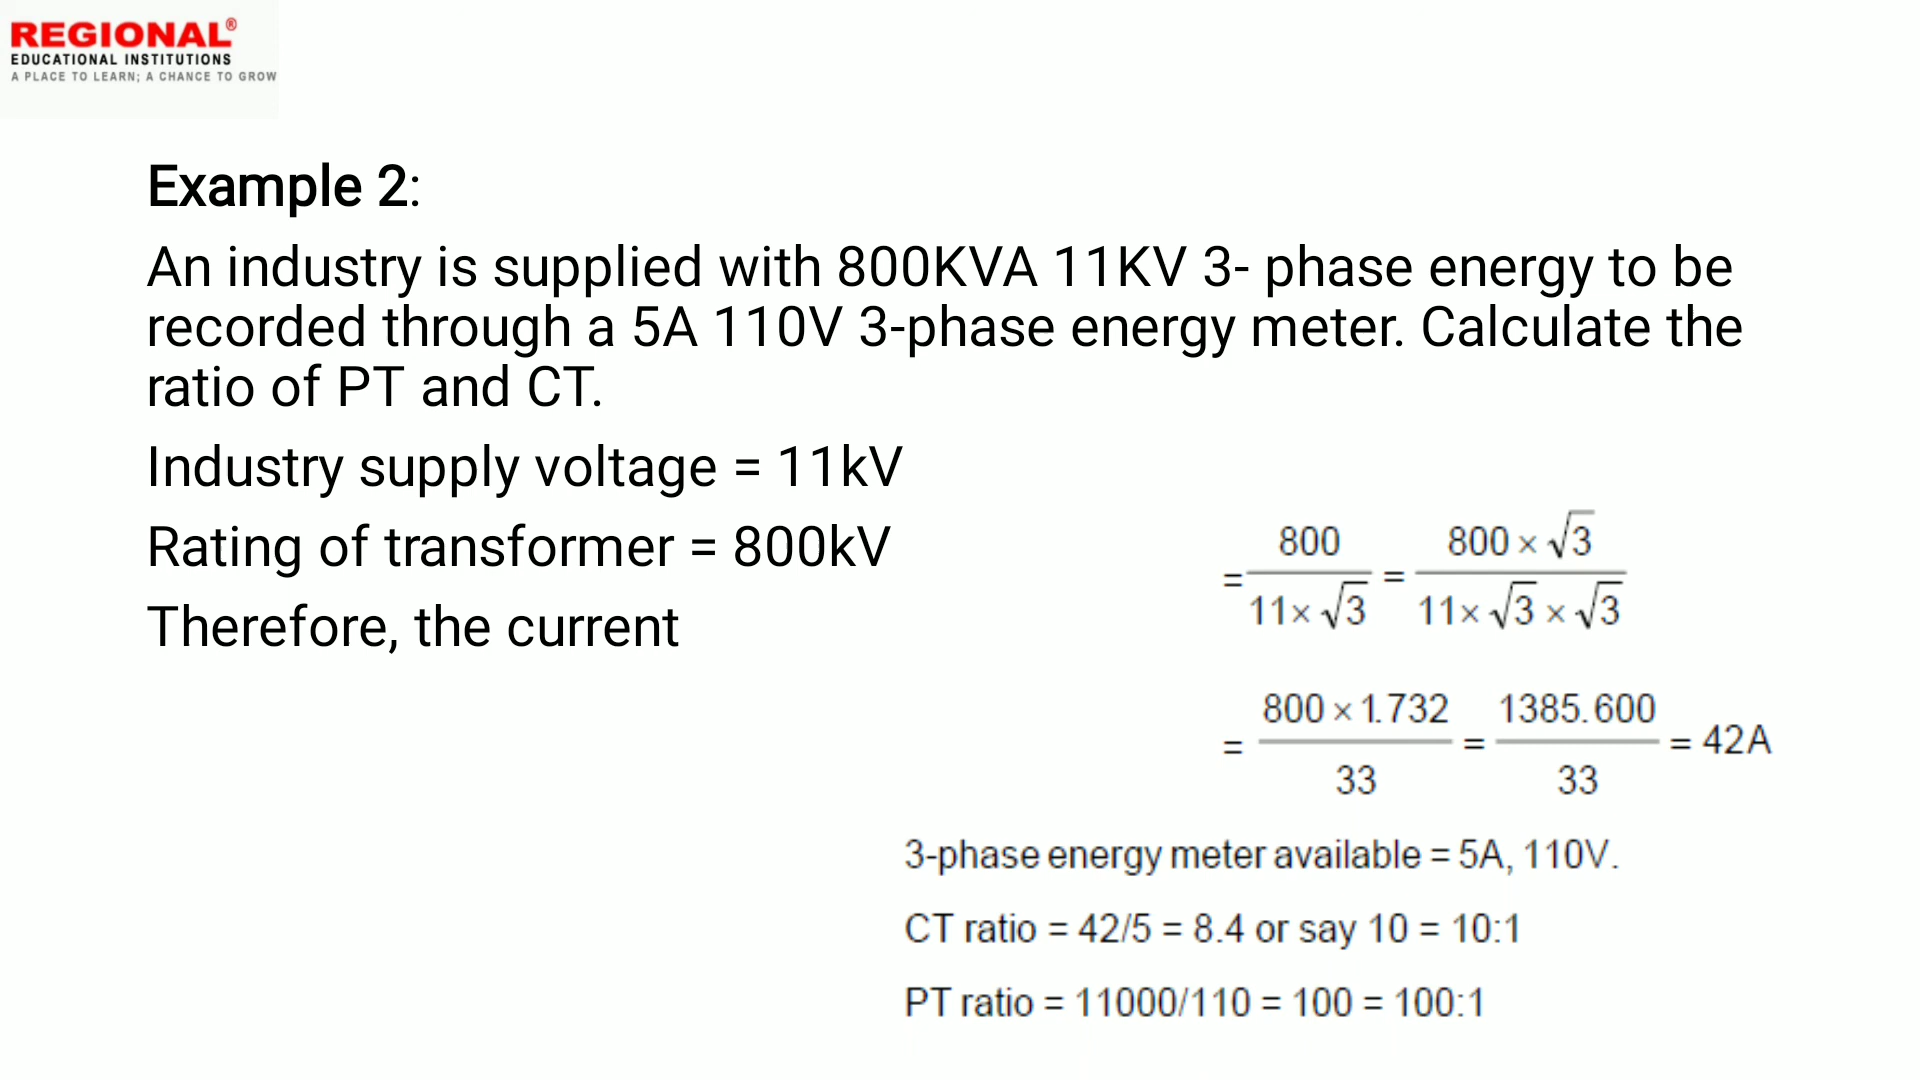 REGIONAL®
EDUCATIONAL INSTITUTIONS
A PLACE TO LEARN; A CHANCE TO GROW
Example 2:
An industry is supplied with 800KVA 11KV 3- phase energy to be
recorded through a 5A 110V 3-phase energy meter. Calculate the
ratio of PT and CT.
Industry supply voltage = 11kV
Rating of transformer = 800kV
Therefore, the current
= 800 / 11× √3 = 800 × √3 / 11× √3 × √3
= 800 × 1.732 / 33 = 1385.600 / 33 = 42A
3-phase energy meter available = 5A, 110V.
CT ratio = 42/5 = 8.4 or say 10 = 10:1
PT ratio = 11000/110 = 100 = 100:1